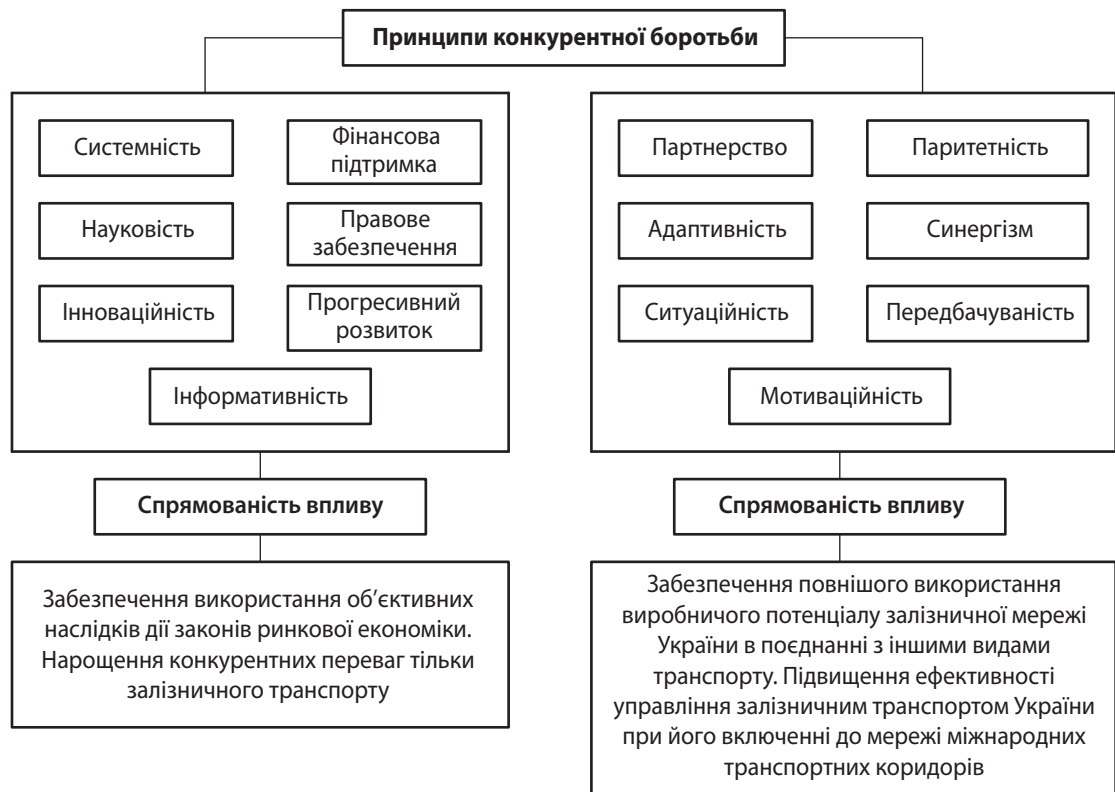 Принципи конкурентної боротьби
Системність
Фінансова
підтримка
Науковість
Правове
забезпечення
Інноваційність
Прогресивний
розвиток
Інформативність
Партнерство
Паритетність
Адаптивність
Синергізм
Ситуаційність
Передбачуваність
Мотиваційність
Спрямованість впливу
Спрямованість впливу
Забезпечення використання об’єктивних
наслідків дії законів ринкової економіки.
Нарощення конкурентних переваг тільки
залізничного транспорту
Забезпечення повнішого використання
виробничого потенціалу залізничної мережі
України в поєднанні з іншими видами
транспорту. Підвищення ефективності
управління залізничним транспортом України
при його включенні до мережі міжнародних
транспортних коридорів